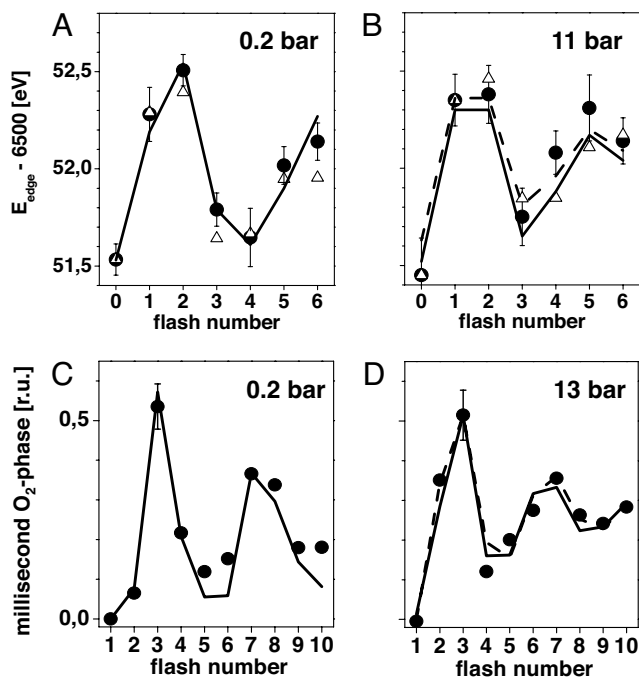 A
0.2 bar
B
11 bar
E_edge - 6500 [eV]
52,5
52,0
51,5
0 1 2 3 4 5 6
0 1 2 3 4 5 6
flash number
flash number
C
0.2 bar
D
13 bar
millisecond O₂-phase [r.u.]
0,5
0,0
1 2 3 4 5 6 7 8 9 10
1 2 3 4 5 6 7 8 9 10
flash number
flash number